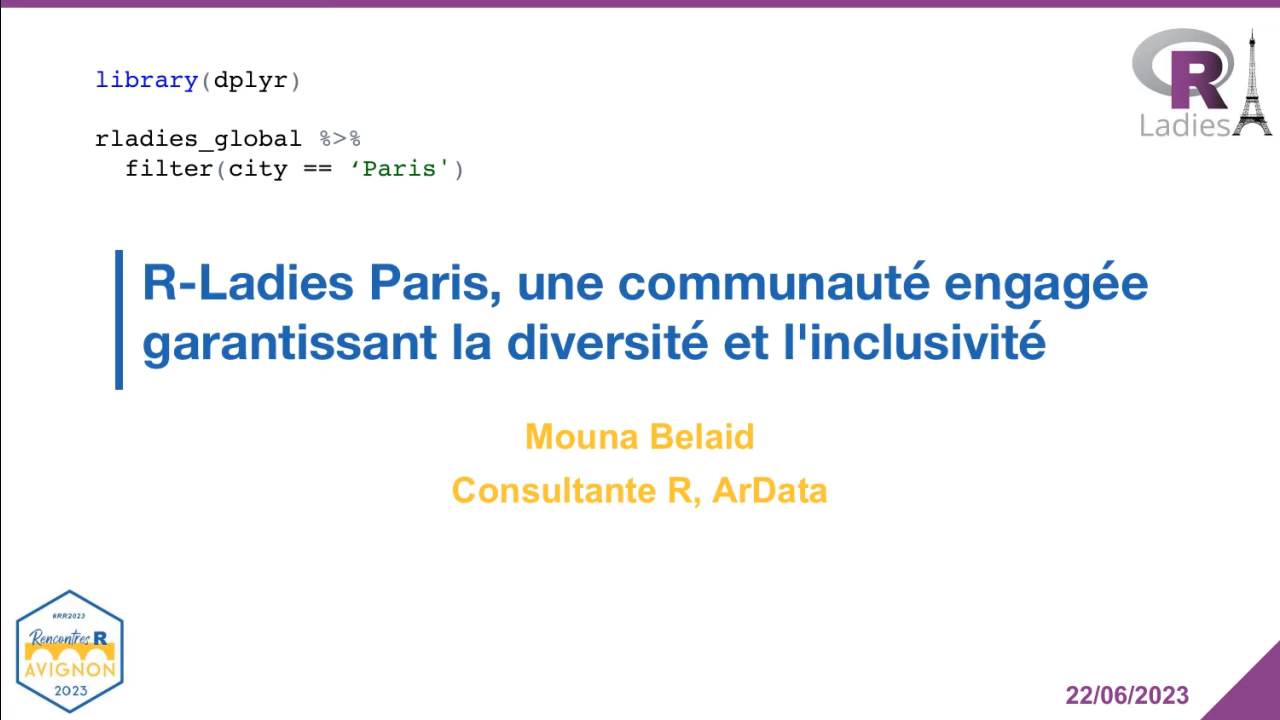 library(dplyr)
R
Ladies
rladies_global %>%
filter(city == ‘Paris')
R-Ladies Paris, une communauté engagée
garantissant la diversité et l'inclusivité
Mouna Belaid
Consultante R, ArData
#RR2023
Rencontres R
AVIGNON
2023
22/06/2023